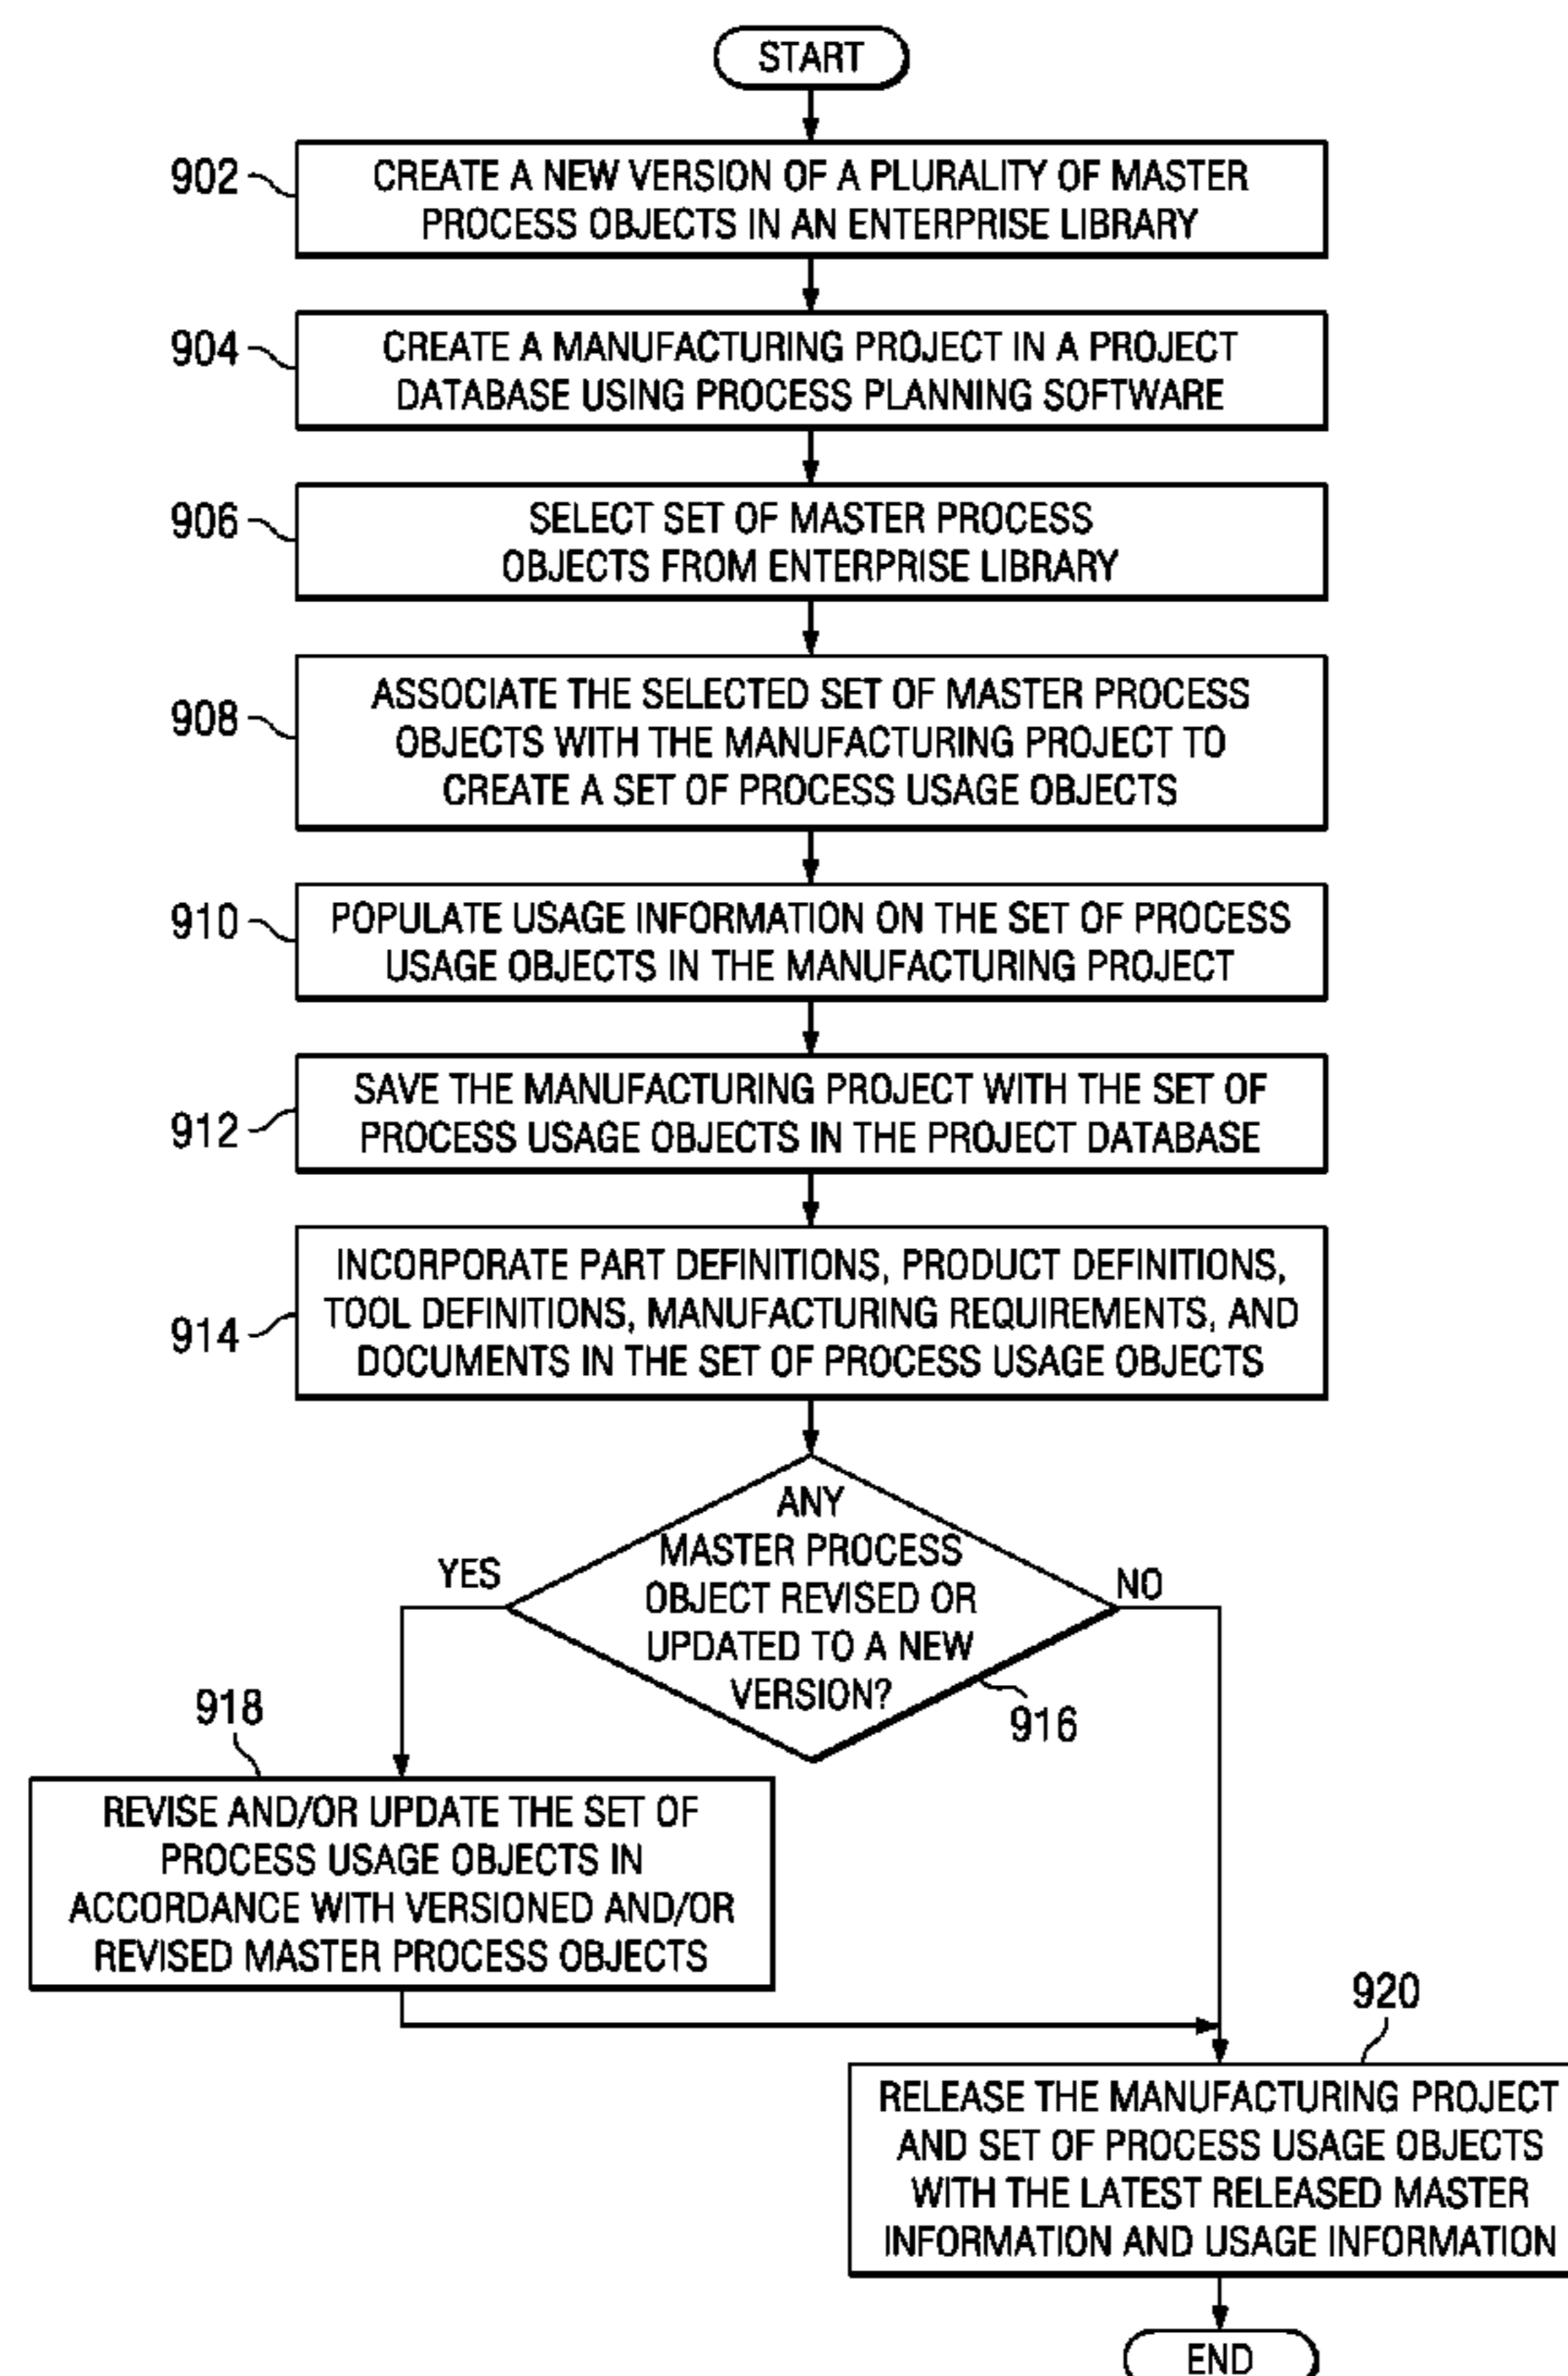 START
902
CREATE A NEW VERSION OF A PLURALITY OF MASTER
PROCESS OBJECTS IN AN ENTERPRISE LIBRARY
904
CREATE A MANUFACTURING PROJECT IN A PROJECT
DATABASE USING PROCESS PLANNING SOFTWARE
906
SELECT SET OF MASTER PROCESS
OBJECTS FROM ENTERPRISE LIBRARY
908
ASSOCIATE THE SELECTED SET OF MASTER PROCESS
OBJECTS WITH THE MANUFACTURING PROJECT TO
CREATE A SET OF PROCESS USAGE OBJECTS
910
POPULATE USAGE INFORMATION ON THE SET OF PROCESS
USAGE OBJECTS IN THE MANUFACTURING PROJECT
912
SAVE THE MANUFACTURING PROJECT WITH THE SET OF
PROCESS USAGE OBJECTS IN THE PROJECT DATABASE
914
INCORPORATE PART DEFINITIONS, PRODUCT DEFINITIONS,
TOOL DEFINITIONS, MANUFACTURING REQUIREMENTS, AND
DOCUMENTS IN THE SET OF PROCESS USAGE OBJECTS
ANY
MASTER PROCESS
OBJECT REVISED OR
UPDATED TO A NEW
VERSION?
YES
NO
916
918
REVISE AND/OR UPDATE THE SET OF
PROCESS USAGE OBJECTS IN
ACCORDANCE WITH VERSIONED AND/OR
REVISED MASTER PROCESS OBJECTS
920
RELEASE THE MANUFACTURING PROJECT
AND SET OF PROCESS USAGE OBJECTS
WITH THE LATEST RELEASED MASTER
INFORMATION AND USAGE INFORMATION
END